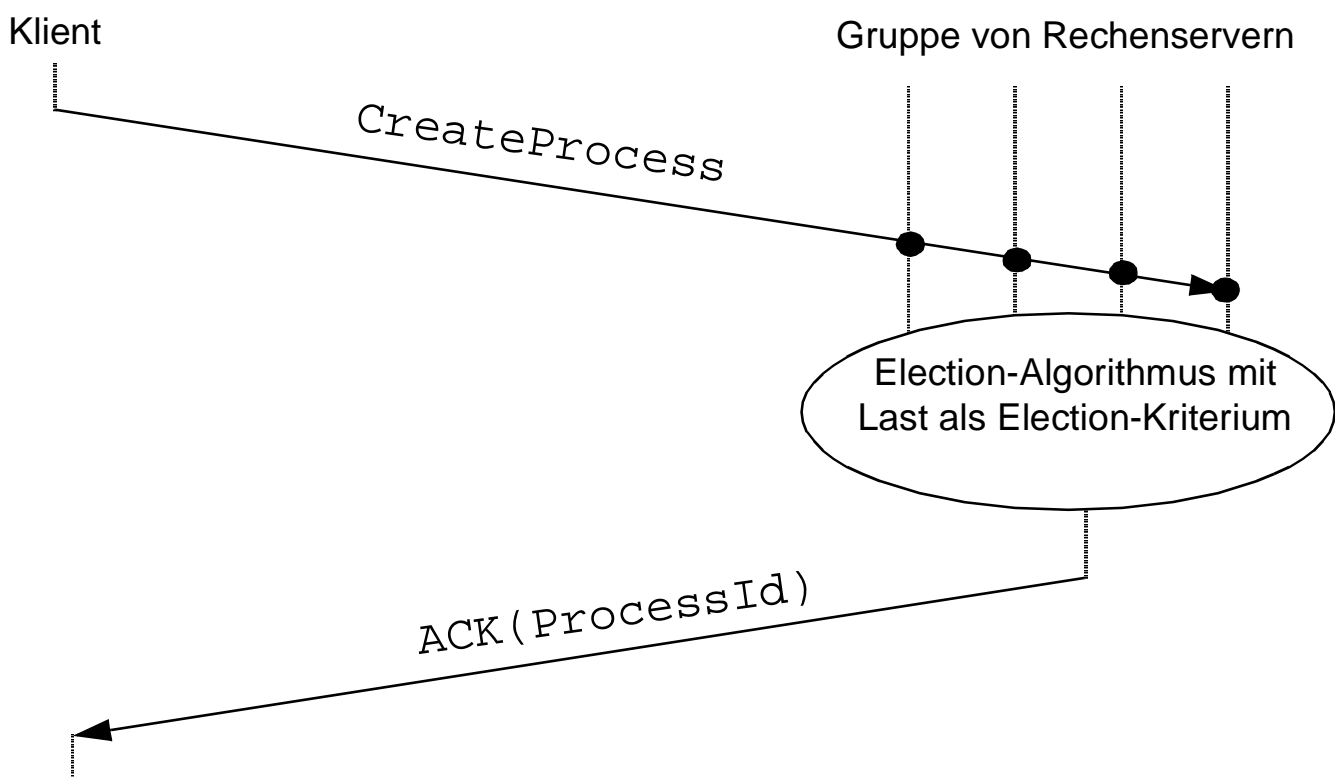 Klient
Gruppe von Rechenservern
CreateProcess
Election-Algorithmus mit
Last als Election-Kriterium
ACK(ProcessId)